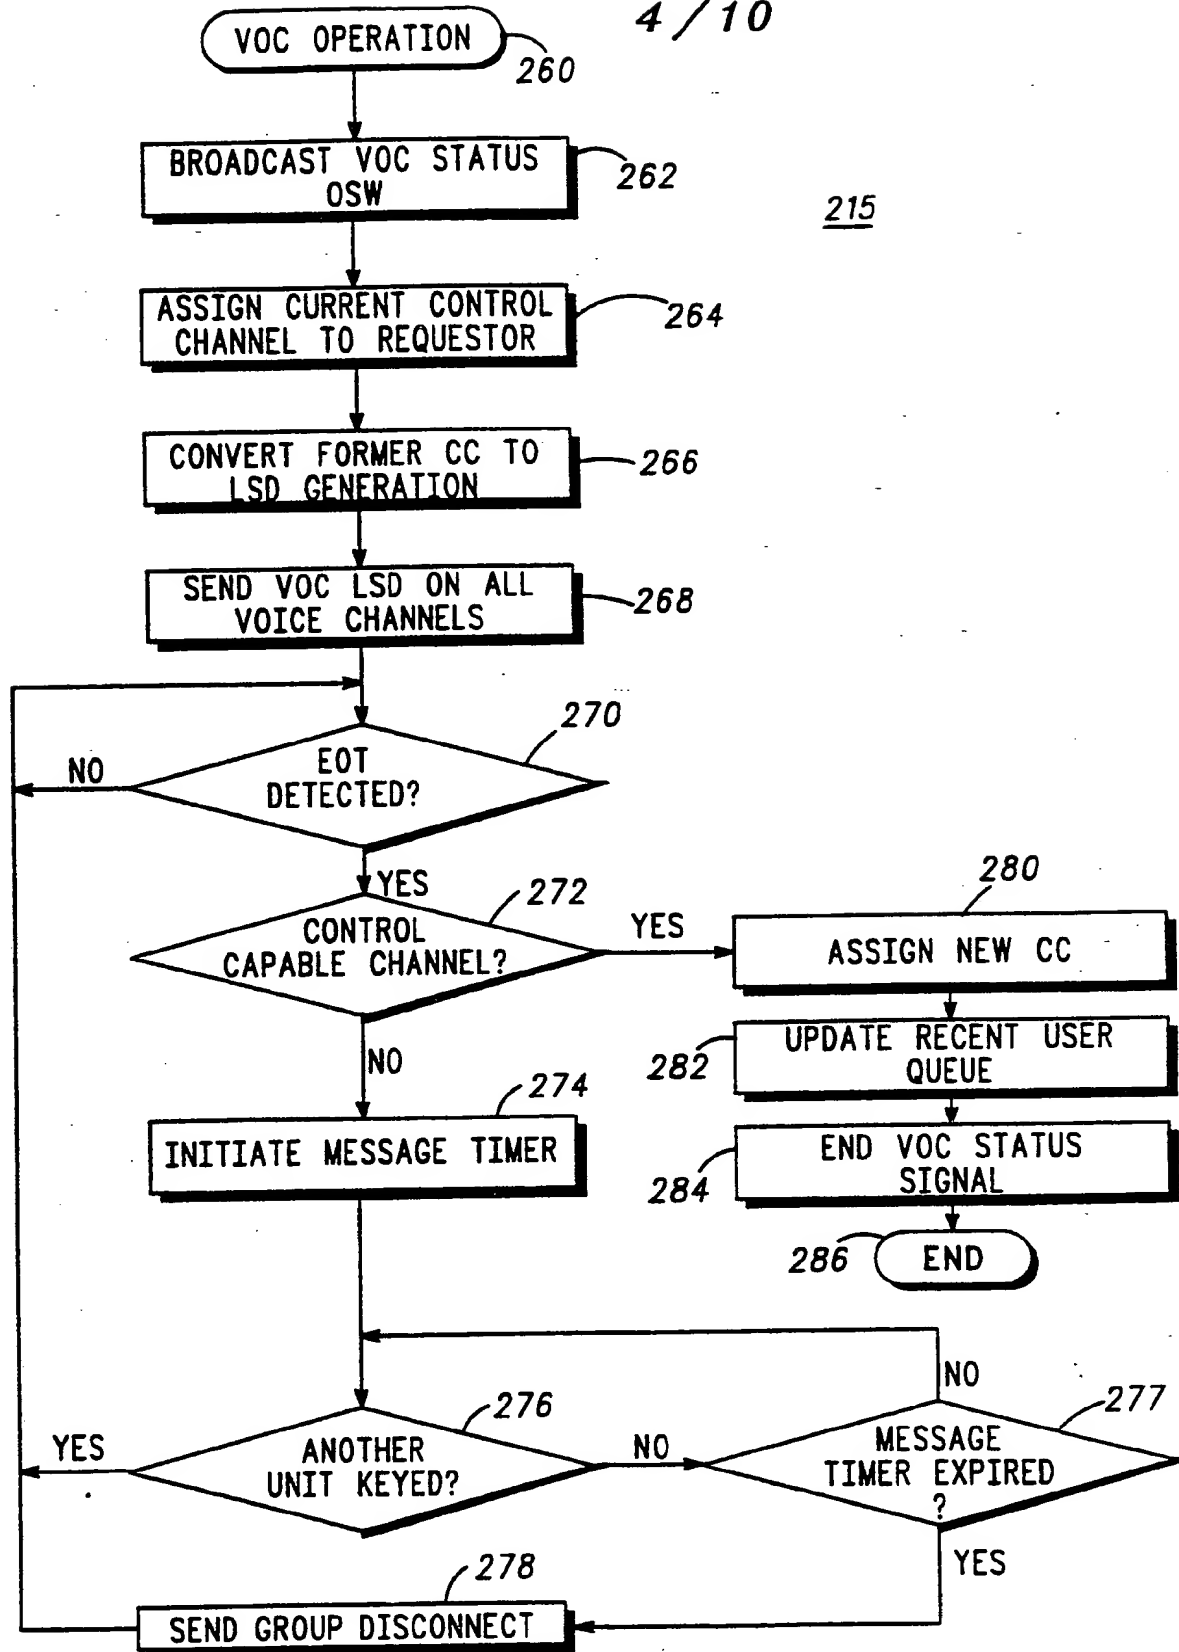 4/10
VOC OPERATION
260
BROADCAST VOC STATUS
OSW
262
215
ASSIGN CURRENT CONTROL
CHANNEL TO REQUESTOR
264
CONVERT FORMER CC TO
LSD GENERATION
266
SEND VOC LSD ON ALL
VOICE CHANNELS
268
270
EOT
DETECTED?
NO
YES
272
CONTROL
CAPABLE CHANNEL?
YES
280
ASSIGN NEW CC
NO
282
UPDATE RECENT USER
QUEUE
274
INITIATE MESSAGE TIMER
284
END VOC STATUS
SIGNAL
286
END
NO
276
ANOTHER
UNIT KEYED?
YES
NO
277
MESSAGE
TIMER EXPIRED
?
YES
278
SEND GROUP DISCONNECT